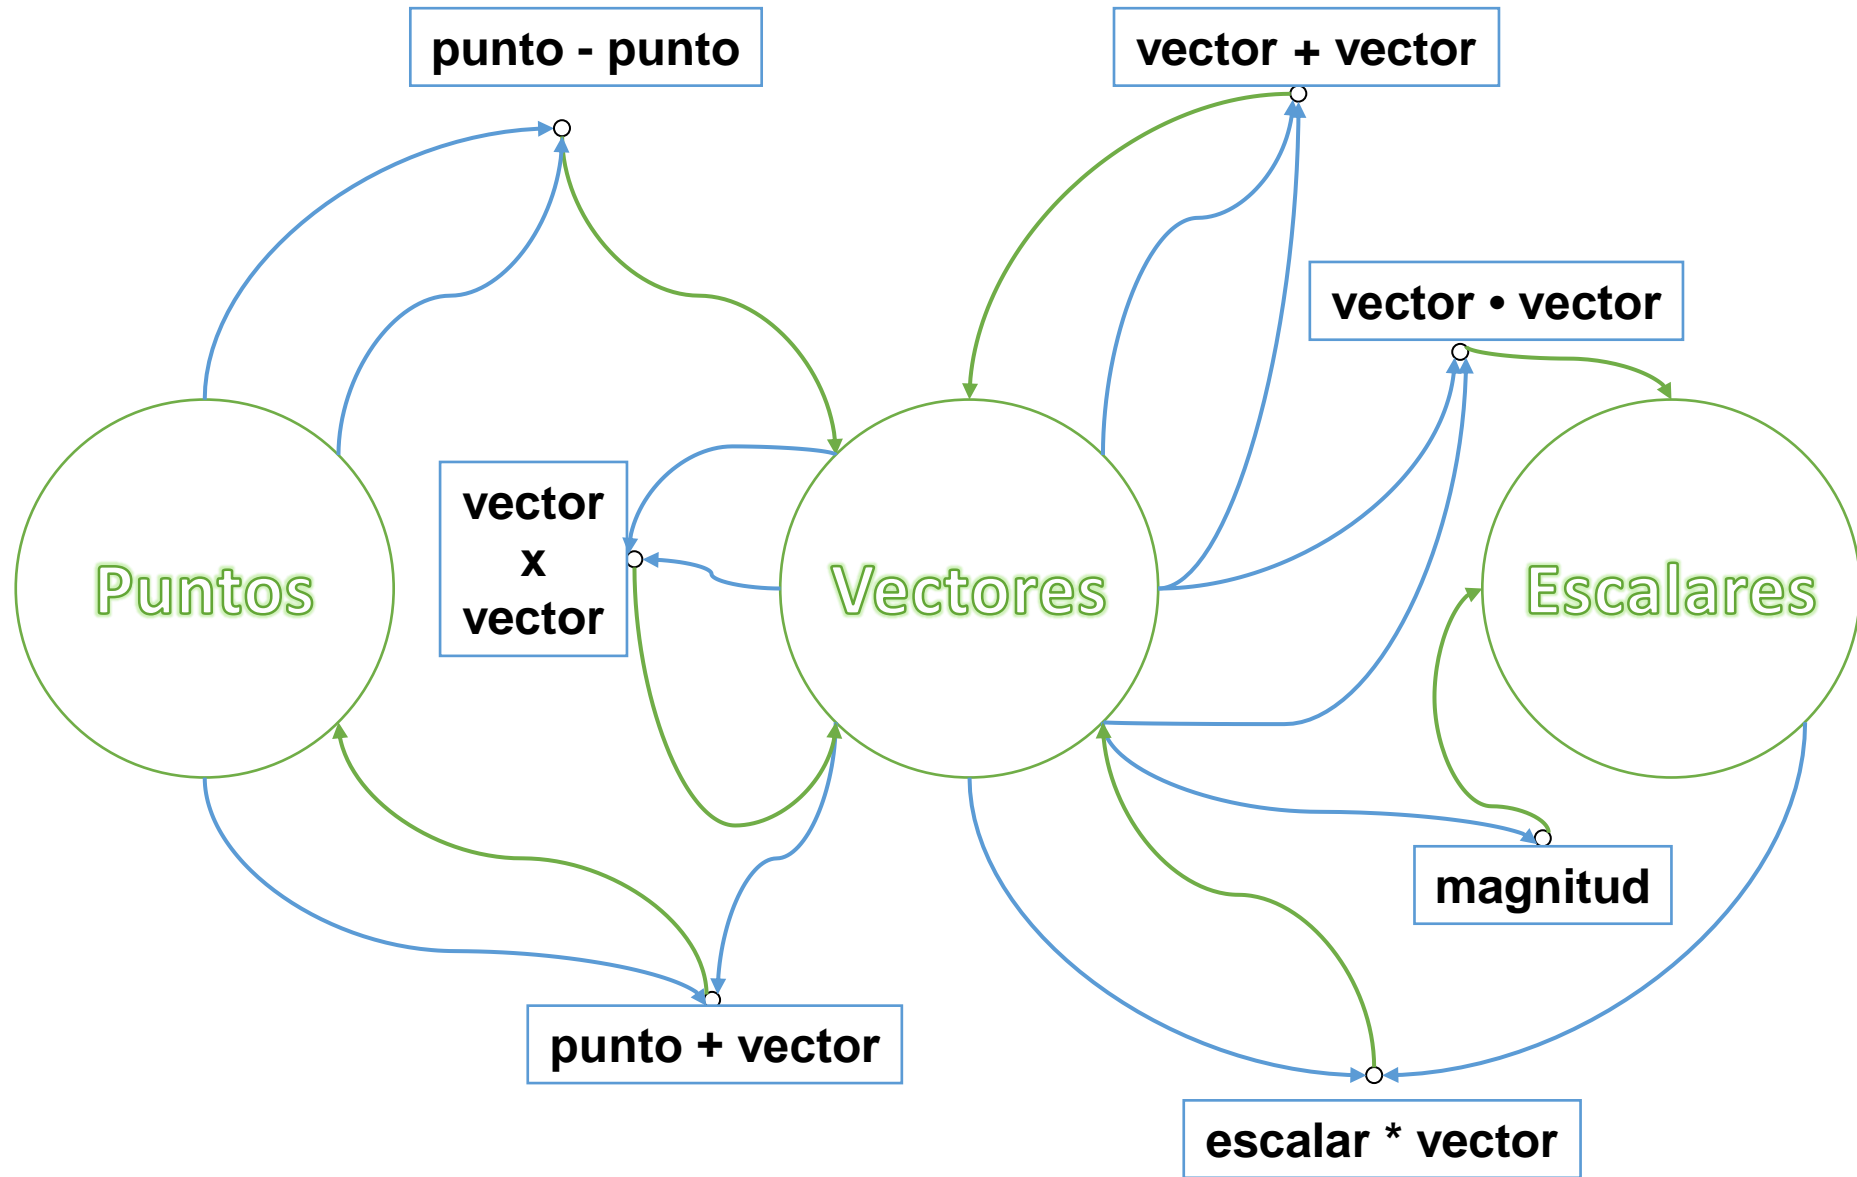 punto - punto
vector + vector
vector • vector
vector
x
vector
Puntos
Vectores
Escalares
magnitud
punto + vector
escalar * vector